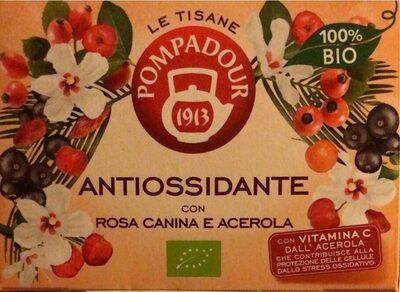 LE TISANE
POMPADOUR
1913
100%
BIO
ANTIOSSIDANTE
CON
ROSA CANINA E ACEROLA
CON VITAMINA C
DALL'ACEROLA
CHE CONTRIBUISCE ALLA
PROTEZIONE DELLE CELLULE
DALLO STRESS OSSIDATIVO